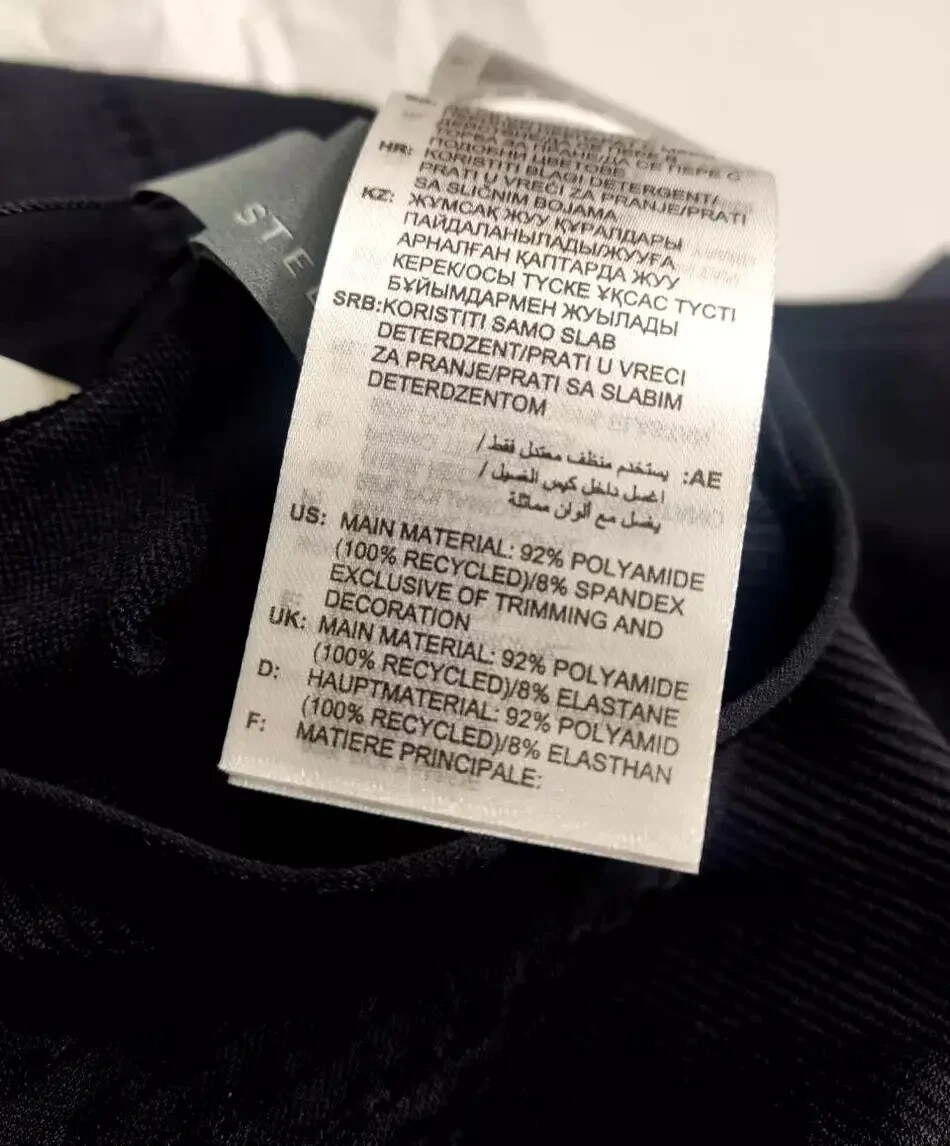 STE
ПОДОБНИ ЦВЕТОВЕ
HR: KORISTITI BLAGI DETERGENT/
PRATI U VREĆI ZA PRANJE/PRATI
SA SLIČNIM BOJAMA
KZ: ЖҰМСАҚ ЖУУ ҚҰРАЛДАРЫ
ПАЙДАЛАНЫЛАДЫ/ЖУУҒА
АРНАЛҒАН ҚАПТАРДА ЖУУ
КЕРЕК/ОСЫ ТҮСКЕ ҰҚСАС ТҮСТІ
БҰЙЫМДАРМЕН ЖУЫЛАДЫ
SRB: KORISTITI SAMO SLAB
DETERDZENT/PRATI U VRECI
ZA PRANJE/PRATI SA SLABIM
DETERDZENTOM
AE: يستخدم منظف معتدل فقط /
اغسل داخل كيس الغسيل /
يغسل مع ألوان مماثلة
US: MAIN MATERIAL: 92% POLYAMIDE
(100% RECYCLED)/8% SPANDEX
EXCLUSIVE OF TRIMMING AND
DECORATION
UK: MAIN MATERIAL: 92% POLYAMIDE
(100% RECYCLED)/8% ELASTANE
D: HAUPTMATERIAL: 92% POLYAMID
(100% RECYCLED)/8% ELASTHAN
F: MATIERE PRINCIPALE: